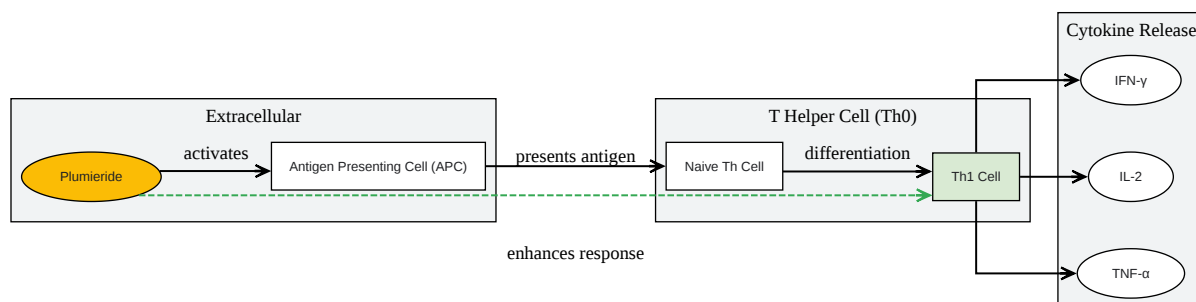 Cytokine Release
IFN-γ
Extracellular
T Helper Cell (Th0)
Plumieride
activates
Antigen Presenting Cell (APC)
presents antigen
Naive Th Cell
differentiation
Th1 Cell
IL-2
enhances response
TNF-α